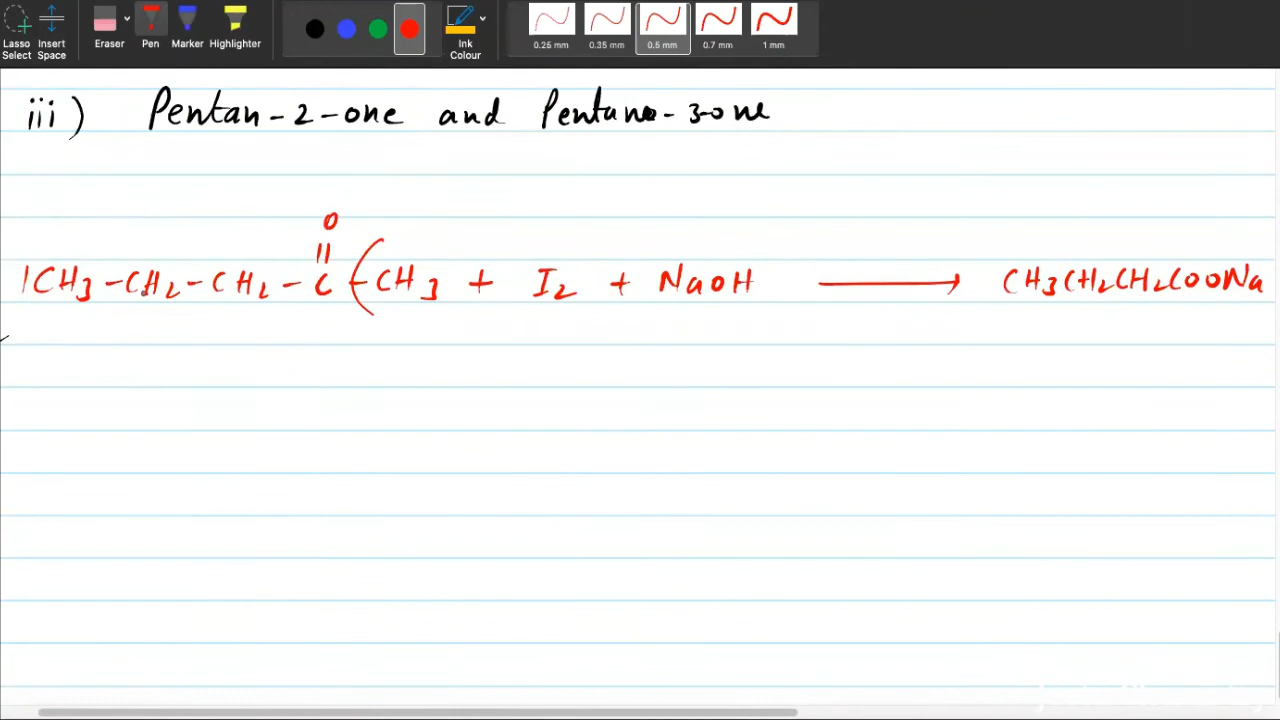 Lasso Select
Insert Space
Eraser
Pen
Marker
Highlighter
Ink Colour
0.25 mm
0.35 mm
0.5 mm
0.7 mm
1 mm
iii) Pentan-2-one and Pentan-3-one
O
||
CH3-CH2-CH2-C-(CH3 + I2 + NaOH ⟶ CH3CH2CH2COONa